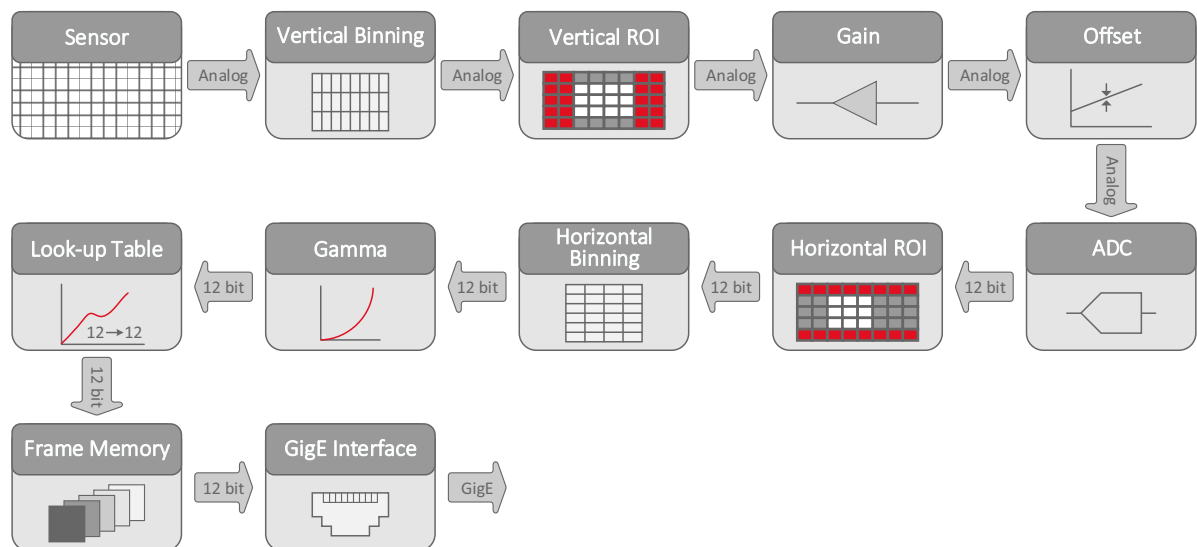 Sensor
Analog
Vertical Binning
Analog
Vertical ROI
Analog
Gain
Analog
Offset
Analog
ADC
12 bit
Horizontal ROI
12 bit
Horizontal
Binning
12 bit
Gamma
12 bit
Look-up Table
12→12
12 bit
Frame Memory
12 bit
GigE Interface
GigE